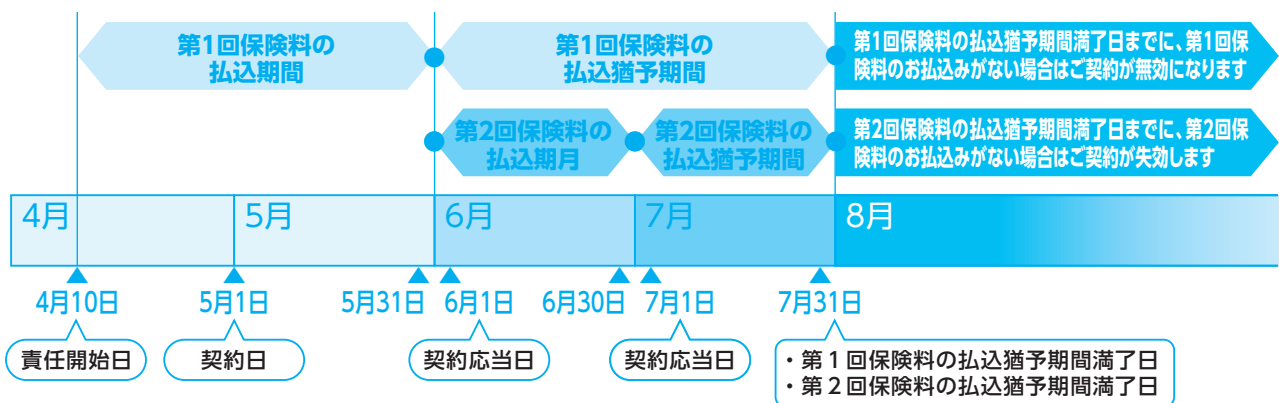 第1回保険料の
払込期間
第1回保険料の
払込猶予期間
第1回保険料の払込猶予期間満了日までに、第1回保
険料のお払込みがない場合はご契約が無効になります
第2回保険料の
払込期月
第2回保険料の
払込猶予期間
第2回保険料の払込猶予期間満了日までに、第2回保
険料のお払込みがない場合はご契約が失効します
4月
5月
6月
7月
8月
4月10日
5月1日
5月31日
6月1日
6月30日
7月1日
7月31日
責任開始日
契約日
契約応当日
契約応当日
・第1回保険料の払込猶予期間満了日
・第2回保険料の払込猶予期間満了日